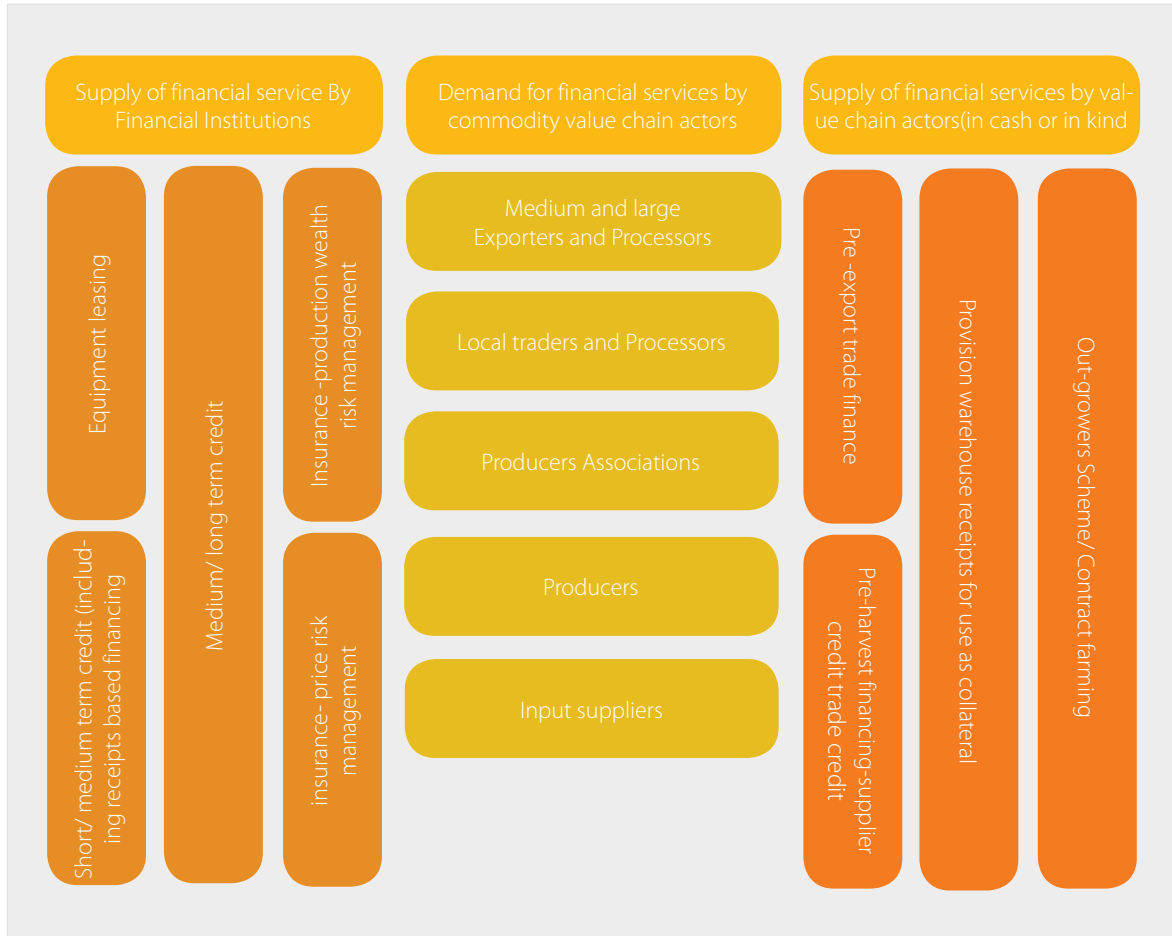 Supply of financial service By
Financial Institutions
Demand for financial services by
commodity value chain actors
Supply of financial services by val-
ue chain actors(in cash or in kind
Equipment leasing
Short/ medium term credit (includ-
ing receipts based financing
Medium/ long term credit
Insurance -production wealth
risk management
insurance- price risk
management
Medium and large
Exporters and Processors
Local traders and Processors
Producers Associations
Producers
Input suppliers
Pre -export trade finance
Pre-harvest financing-supplier
credit trade credit
Provision warehouse receipts for use as collateral
Out-growers Scheme/ Contract farming